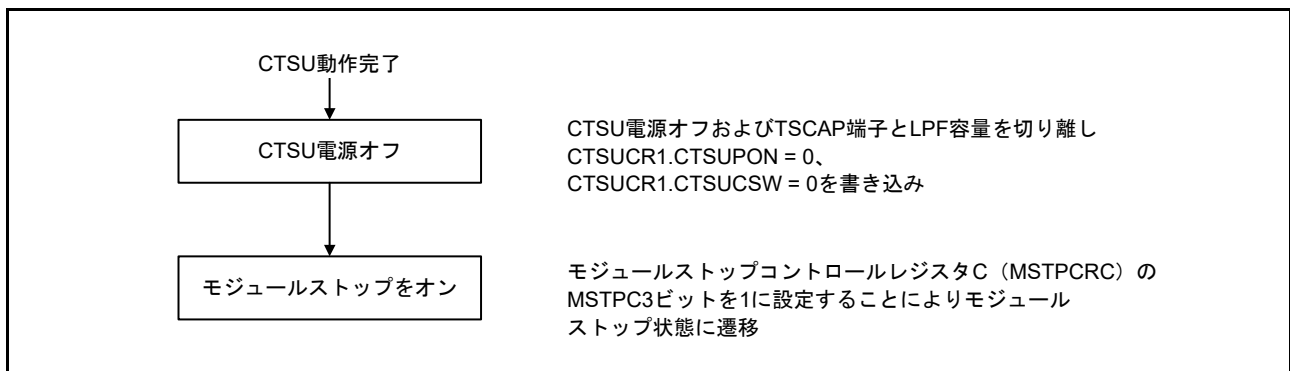 CTSU動作完了
CTSU電源オフ
CTSU電源オフおよびTSCAP端子とLPF容量を切り離し
CTSUCR1.CTSUPON = 0、
CTSUCR1.CTSUCSW = 0を書き込み
モジュールストップをオン
モジュールストップコントロールレジスタC（MSTPCRC）の
MSTPC3ビットを1に設定することによりモジュール
ストップ状態に遷移